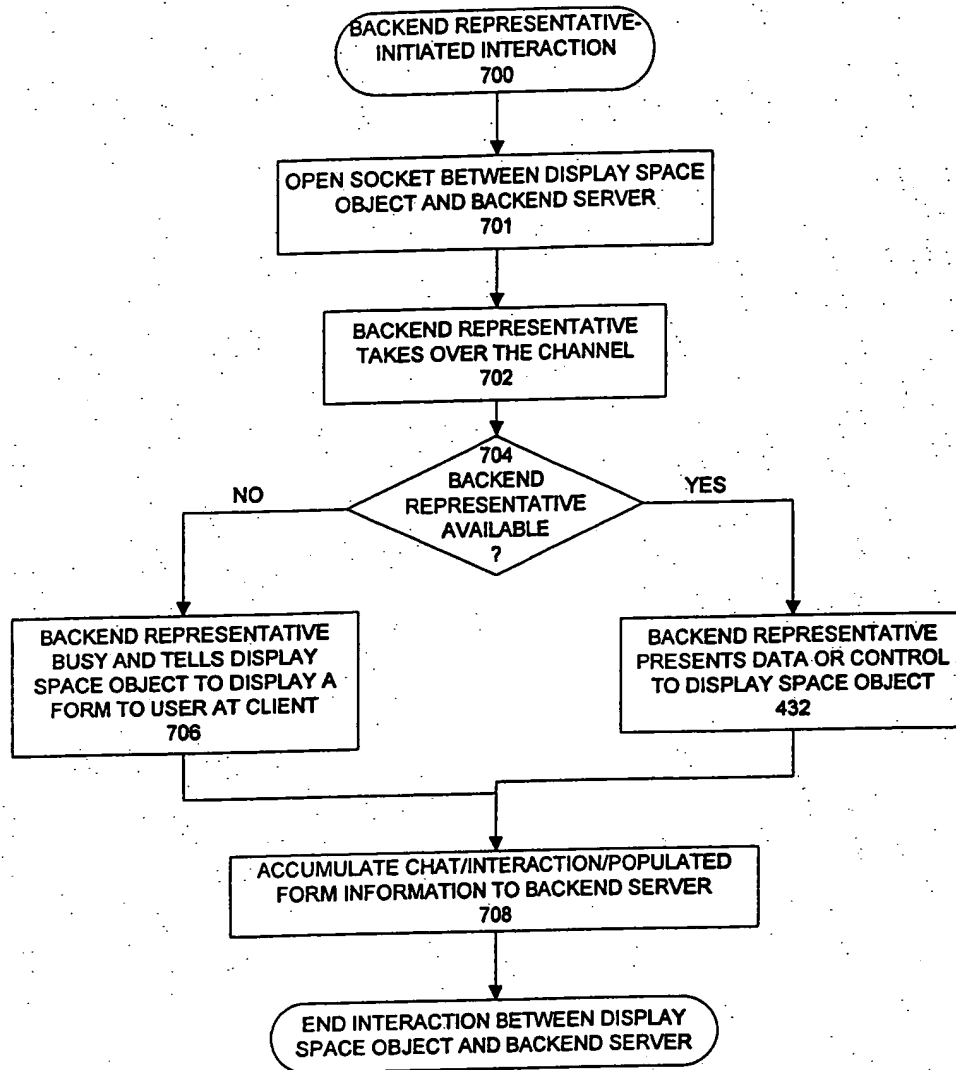 BACKEND REPRESENTATIVE-
INITIATED INTERACTION
700
OPEN SOCKET BETWEEN DISPLAY SPACE
OBJECT AND BACKEND SERVER
701
BACKEND REPRESENTATIVE
TAKES OVER THE CHANNEL
702
704
BACKEND
REPRESENTATIVE
AVAILABLE
?
NO
YES
BACKEND REPRESENTATIVE
BUSY AND TELLS DISPLAY
SPACE OBJECT TO DISPLAY A
FORM TO USER AT CLIENT
706
BACKEND REPRESENTATIVE
PRESENTS DATA OR CONTROL
TO DISPLAY SPACE OBJECT
432
ACCUMULATE CHAT/INTERACTION/POPULATED
FORM INFORMATION TO BACKEND SERVER
708
END INTERACTION BETWEEN DISPLAY
SPACE OBJECT AND BACKEND SERVER